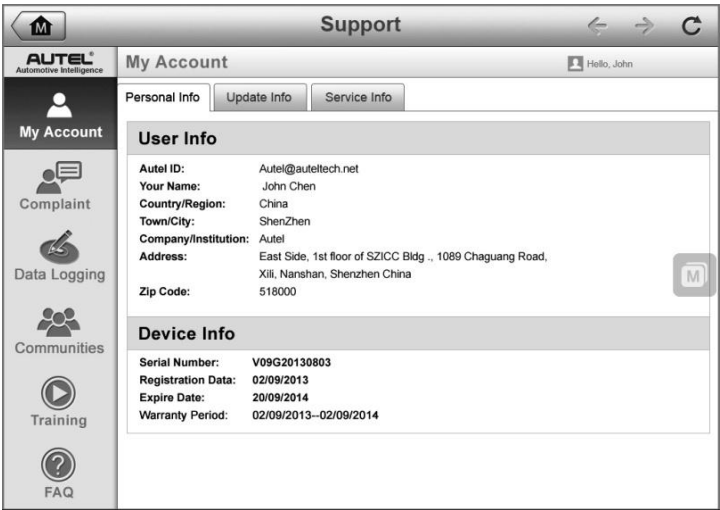 M
Support
AUTEL®
Automotive Intelligence
My Account
Hello, John
My Account
Complaint
Data Logging
Communities
Training
?
FAQ
Personal Info
Update Info
Service Info
User Info
Autel ID: Autel@auteltech.net
Your Name: John Chen
Country/Region: China
Town/City: ShenZhen
Company/Institution: Autel
Address: East Side, 1st floor of SZICC Bldg ., 1089 Chaguang Road,
Xili, Nanshan, Shenzhen China
Zip Code: 518000
M
Device Info
Serial Number: V09G20130803
Registration Data: 02/09/2013
Expire Date: 20/09/2014
Warranty Period: 02/09/2013--02/09/2014